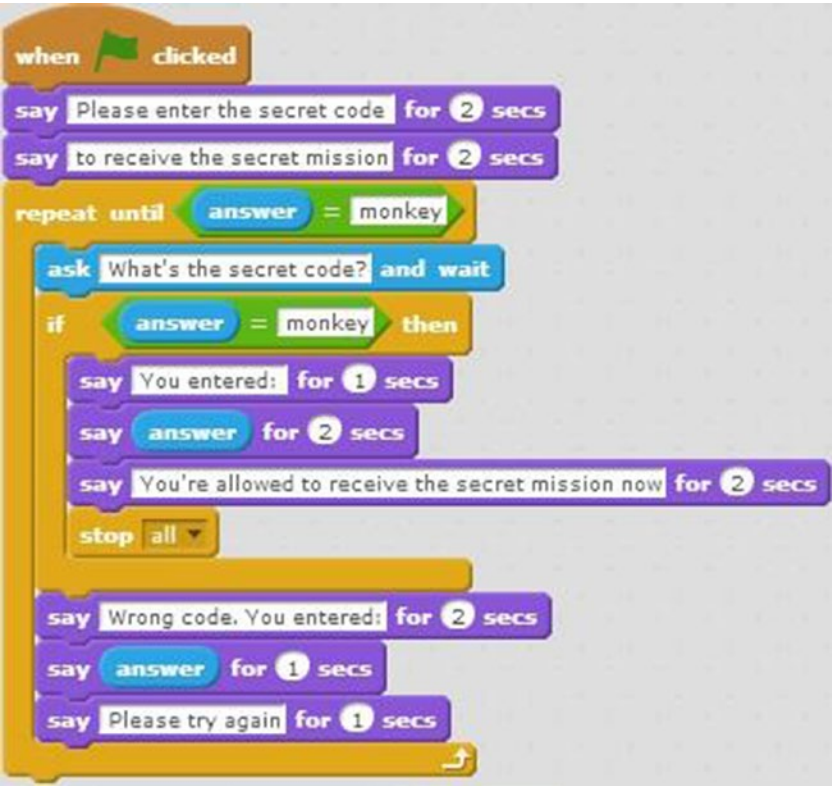 when clicked
say Please enter the secret code for 2 secs
say to receive the secret mission for 2 secs
repeat until answer = monkey
ask What's the secret code? and wait
if answer = monkey then
say You entered: for 1 secs
say answer for 2 secs
say You're allowed to receive the secret mission now for 2 secs
stop all
say Wrong code. You entered: for 2 secs
say answer for 1 secs
say Please try again for 1 secs